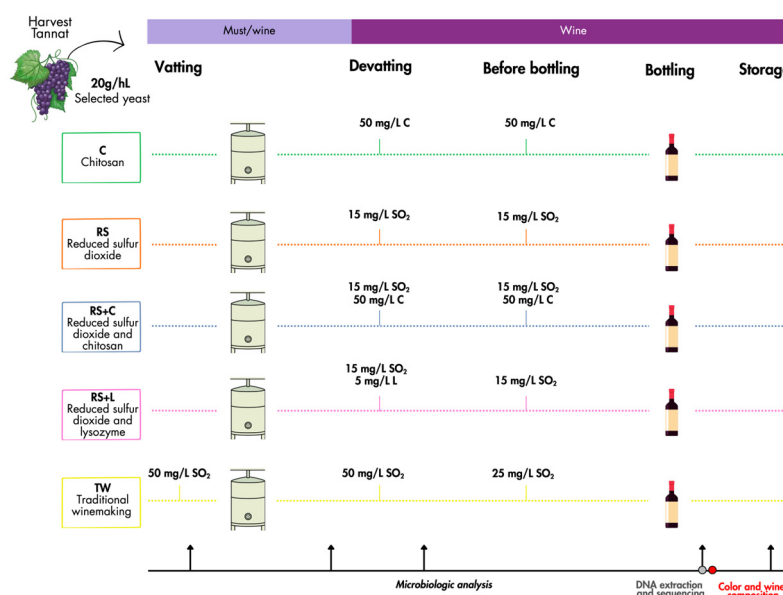 Harvest
Tannat
20g/hL
Selected yeast
Must/wine
Wine
Vatting
Devatting
Before bottling
Bottling
Storag
C
Chitosan
50 mg/L C
50 mg/L C
RS
Reduced sulfur
dioxide
15 mg/L SO₂
15 mg/L SO₂
RS+C
Reduced sulfur
dioxide and
chitosan
15 mg/L SO₂
50 mg/L C
15 mg/L SO₂
50 mg/L C
RS+L
Reduced sulfur
dioxide and
lysozyme
15 mg/L SO₂
5 mg/L L
15 mg/L SO₂
TW
Traditional
winemaking
50 mg/L SO₂
50 mg/L SO₂
25 mg/L SO₂
Microbiologic analysis
DNA extraction
and sequencing
Color and wine
composition